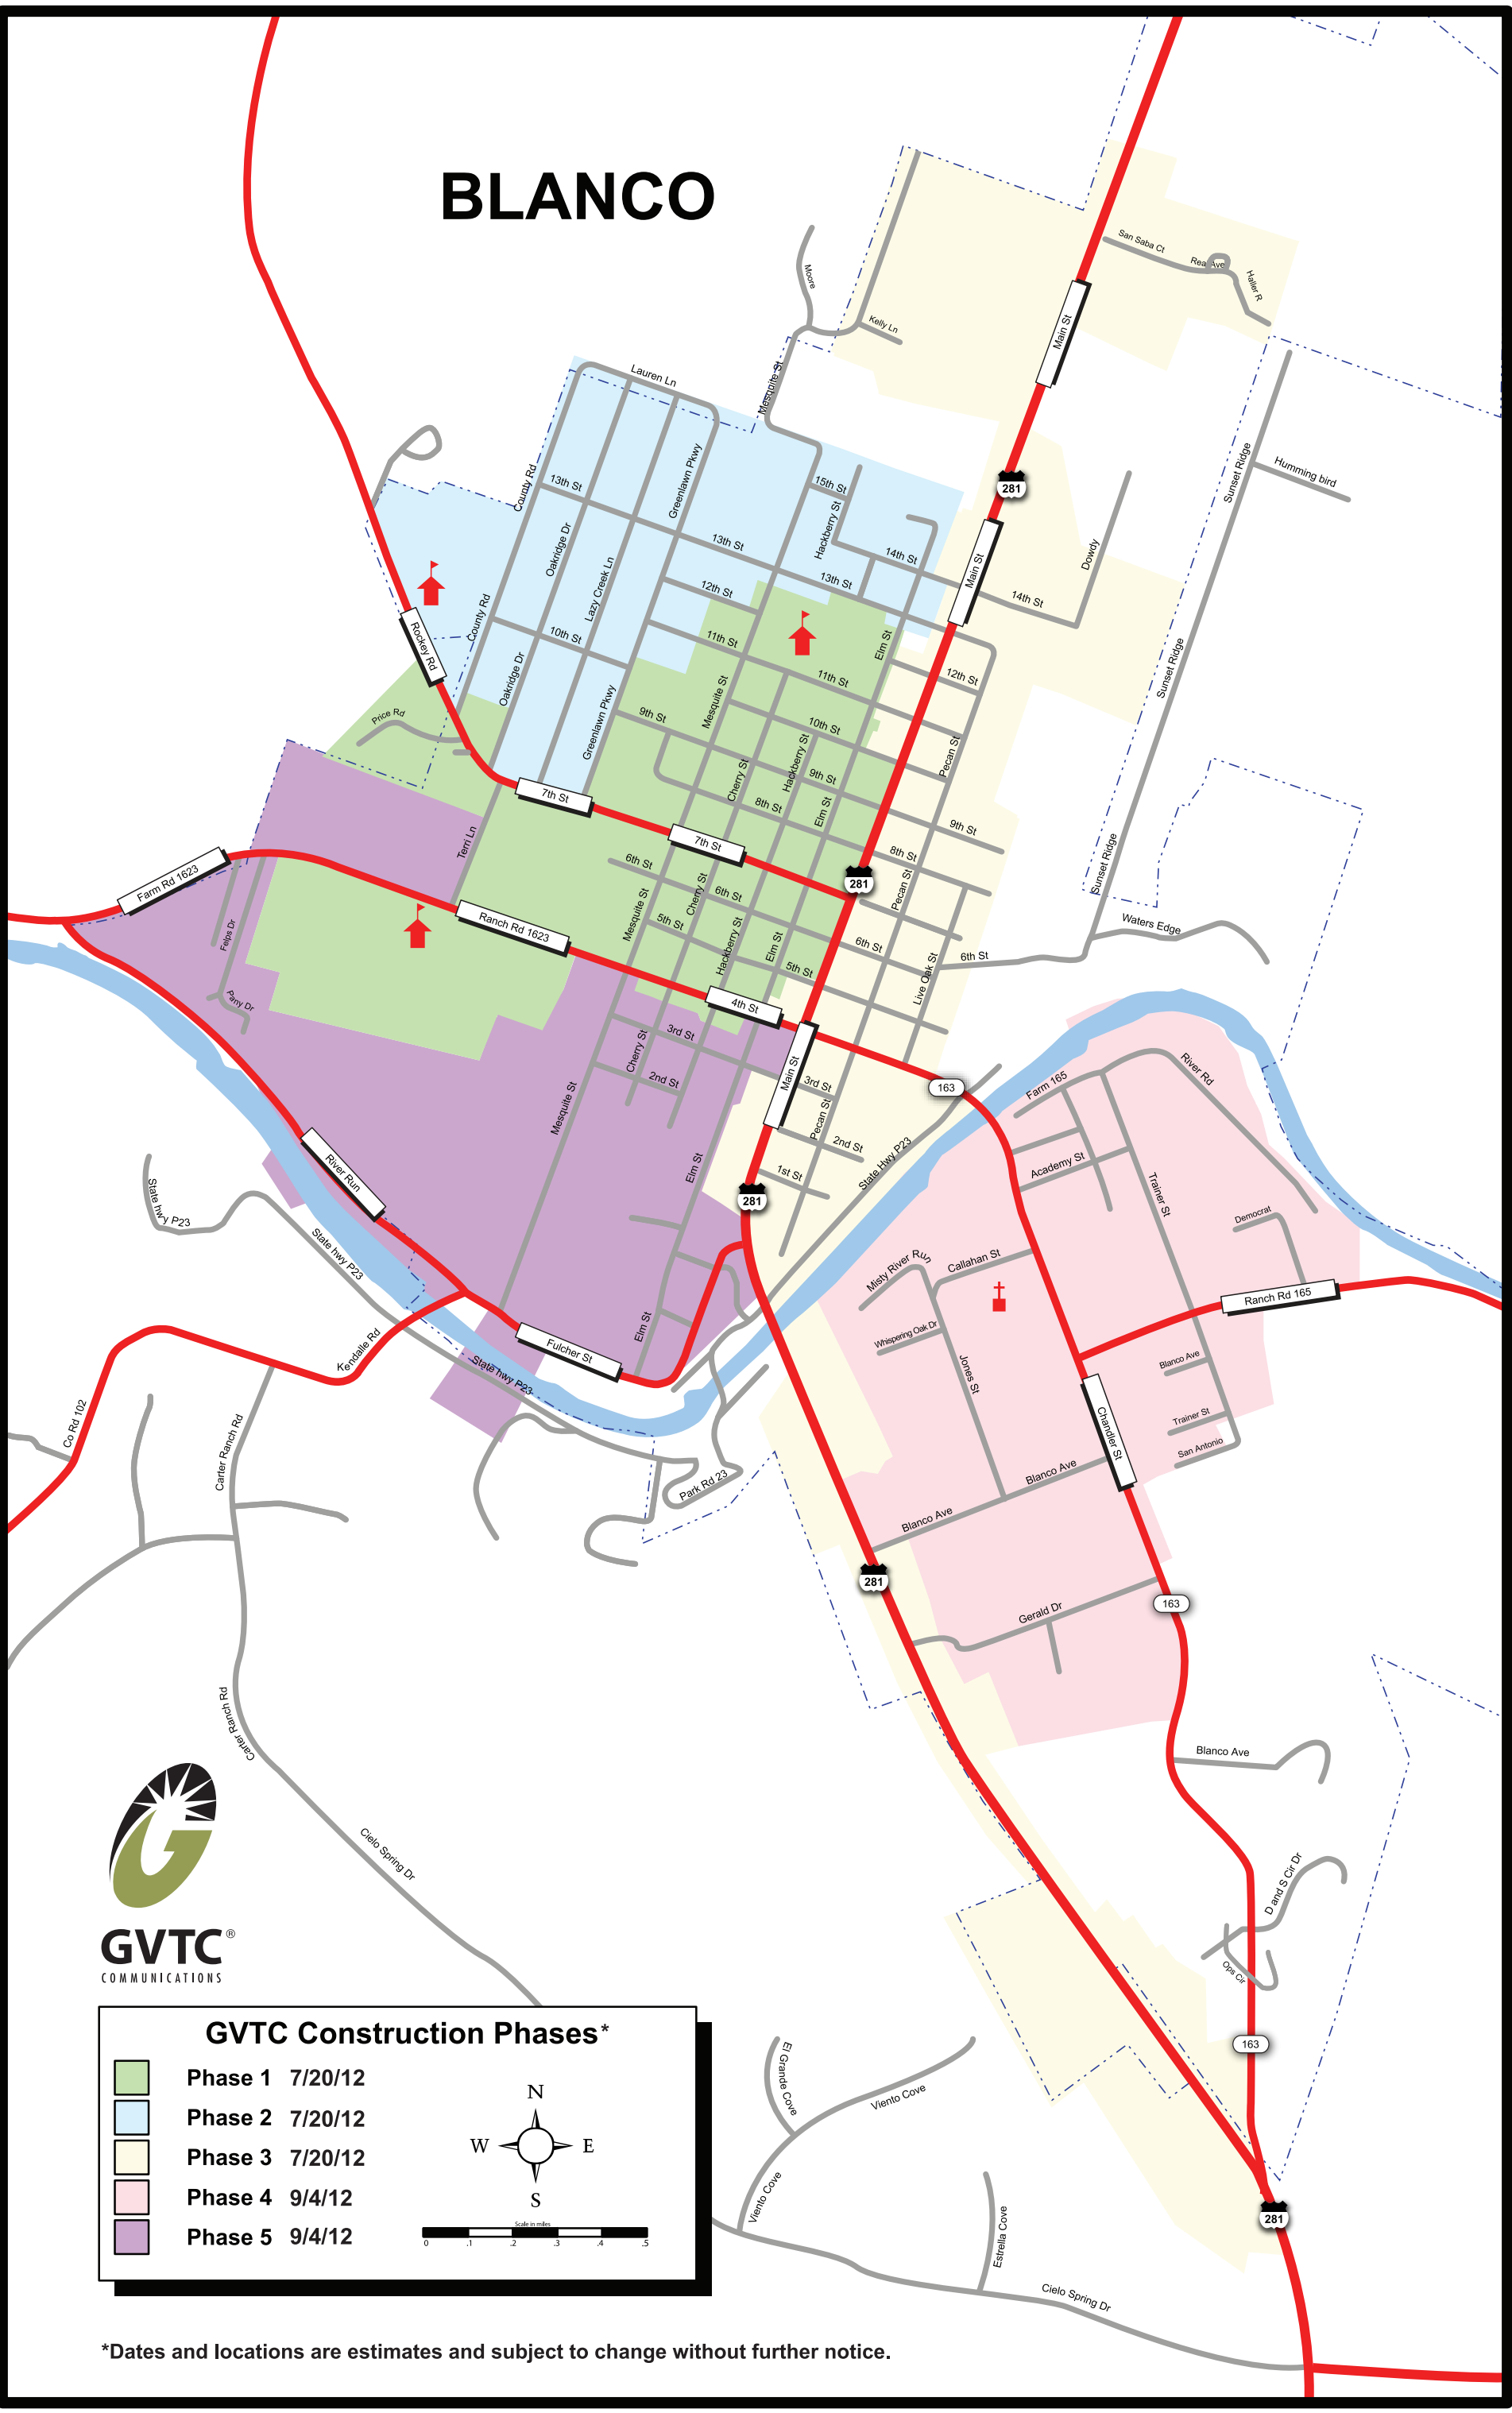 BLANCO
San Saba Ct
Rea Ave
Haller R
Moore
Kelly Ln
Main St
Mesquite St
Lauren Ln
Sunset Ridge
Humming bird
281
County Rd
13th St
Greenlawn Pkwy
15th St
Hackberry St
Oakridge Dr
13th St
14th St
Main St
Dowdy
Lazy Creek Ln
12th St
13th St
14th St
County Rd
10th St
11th St
Elm St
Rockey Rd
Oakridge Dr
11th St
12th St
Sunset Ridge
Price Rd
9th St
Mesquite St
10th St
Greenlawn Pkwy
Hackberry St
Pecan St
Cherry St
9th St
7th St
8th St
Elm St
9th St
Terri Ln
7th St
8th St
6th St
281
Sunset Ridge
Farm Rd 1623
Cherry St
6th St
Pecan St
Ranch Rd 1623
Mesquite St
5th St
Waters Edge
Felps Dr
Hackberry St
Elm St
6th St
6th St
5th St
Live Oak St
Pany Dr
4th St
3rd St
Cherry St
Main St
2nd St
3rd St
163
Farm 165
River Rd
Mesquite St
Pecan St
2nd St
State Hwy P23
Academy St
River Run
Elm St
1st St
Trainer St
State hwy P23
281
Democrat
State hwy P23
Misty River Run
Callahan St
Ranch Rd 165
Kendalle Rd
Fulcher St
Elm St
Whispering Oak Dr
State hwy P23
Jones St
Blanco Ave
Co Rd 102
Carter Ranch Rd
Chandler St
Trainer St
San Antonio
Park Rd 23
Blanco Ave
Blanco Ave
281
163
Gerald Dr
Carter Ranch Rd
Blanco Ave
Cielo Spring Dr
D and S Cir Dr
Ops Cir
GVTC®
COMMUNICATIONS
163
GVTC Construction Phases*
Phase 1 7/20/12
Phase 2 7/20/12
Phase 3 7/20/12
Phase 4 9/4/12
Phase 5 9/4/12
N
W E
S
Scale in miles
0 .1 .2 .3 .4 .5
El Grande Cove
Viento Cove
Viento Cove
281
Estrella Cove
Cielo Spring Dr
*Dates and locations are estimates and subject to change without further notice.